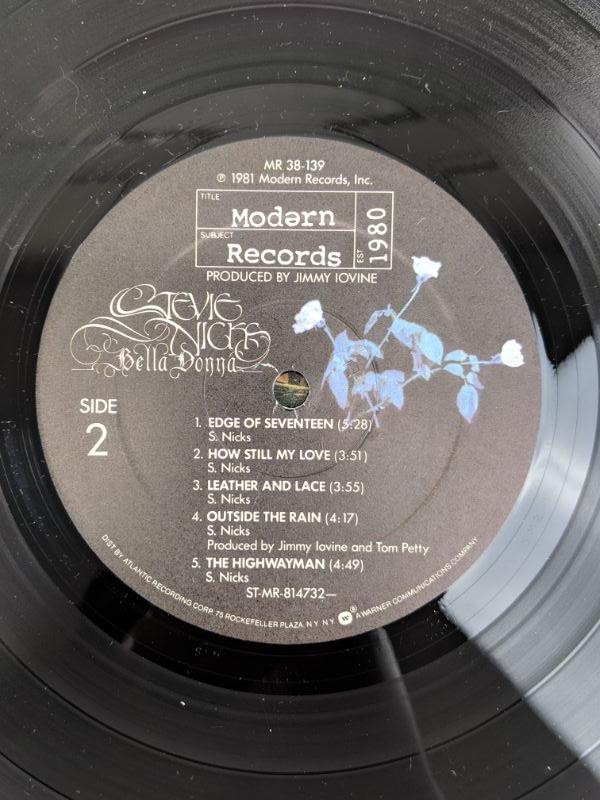 MR 38-139
℗ 1981 Modern Records, Inc.
TITLE
Modern
SUBJECT
Records
EST 1980
PRODUCED BY JIMMY IOVINE
STEVIE
NICKS
Bella Donna
SIDE
2
1. EDGE OF SEVENTEEN (5:28)
S. Nicks
2. HOW STILL MY LOVE (3:51)
S. Nicks
3. LEATHER AND LACE (3:55)
S. Nicks
4. OUTSIDE THE RAIN (4:17)
S. Nicks
Produced by Jimmy Iovine and Tom Petty
5. THE HIGHWAYMAN (4:49)
S. Nicks
ST-MR-814732—
DIST BY ATLANTIC RECORDING CORP. 75 ROCKEFELLER PLAZA, N.Y. N.Y. W ® A WARNER COMMUNICATIONS COMPANY